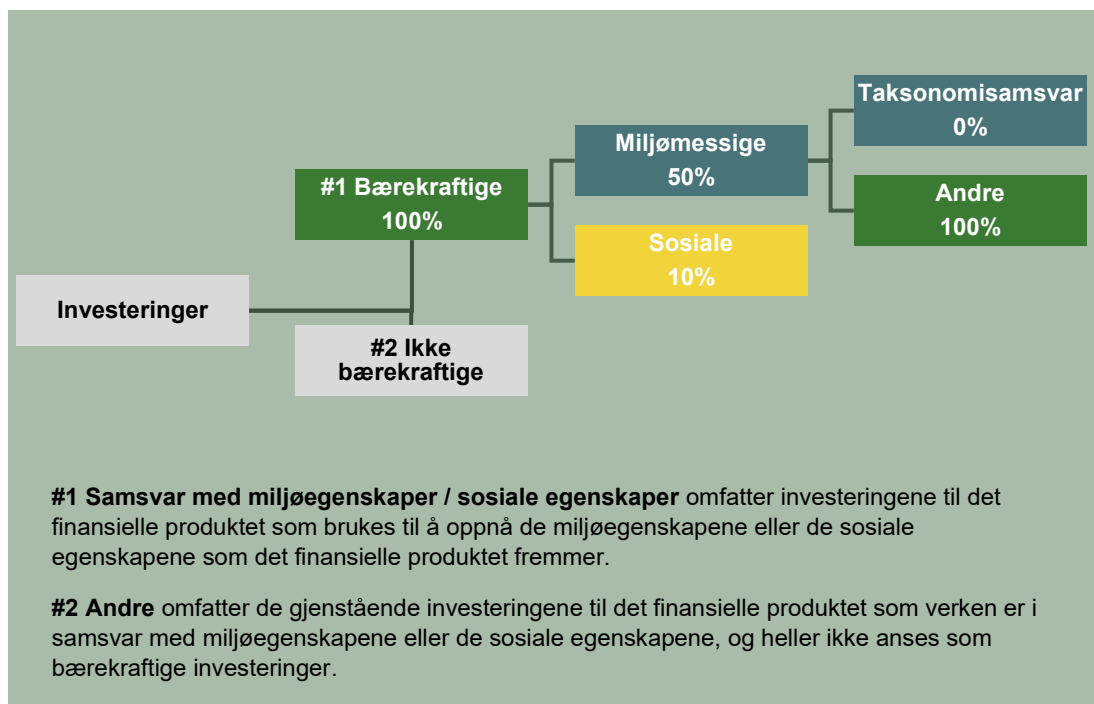 Taksonomisamsvar
0%
Miljømessige
50%
#1 Bærekraftige
100%
Andre
100%
Sosiale
10%
Investeringer
#2 Ikke
bærekraftige
#1 Samsvar med miljøegenskaper / sosiale egenskaper omfatter investeringene til det
finansielle produktet som brukes til å oppnå de miljøegenskapene eller de sosiale
egenskapene som det finansielle produktet fremmer.
#2 Andre omfatter de gjenstående investeringene til det finansielle produktet som verken er i
samsvar med miljøegenskapene eller de sosiale egenskapene, og heller ikke anses som
bærekraftige investeringer.